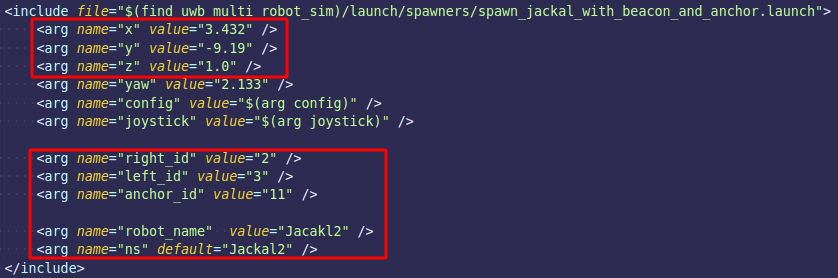 <include file="$(find uwb_multi_robot_sim)/launch/spawners/spawn_jackal_with_beacon_and_anchor.launch">
<arg name="x" value="3.432" />
<arg name="y" value="-9.19" />
<arg name="z" value="1.0" />
<arg name="yaw" value="2.133" />
<arg name="config" value="$(arg config)" />
<arg name="joystick" value="$(arg joystick)" />
<arg name="right_id" value="2" />
<arg name="left_id" value="3" />
<arg name="anchor_id" value="11" />
<arg name="robot_name"  value="Jacakl2" />
<arg name="ns" default="Jackal2" />
</include>